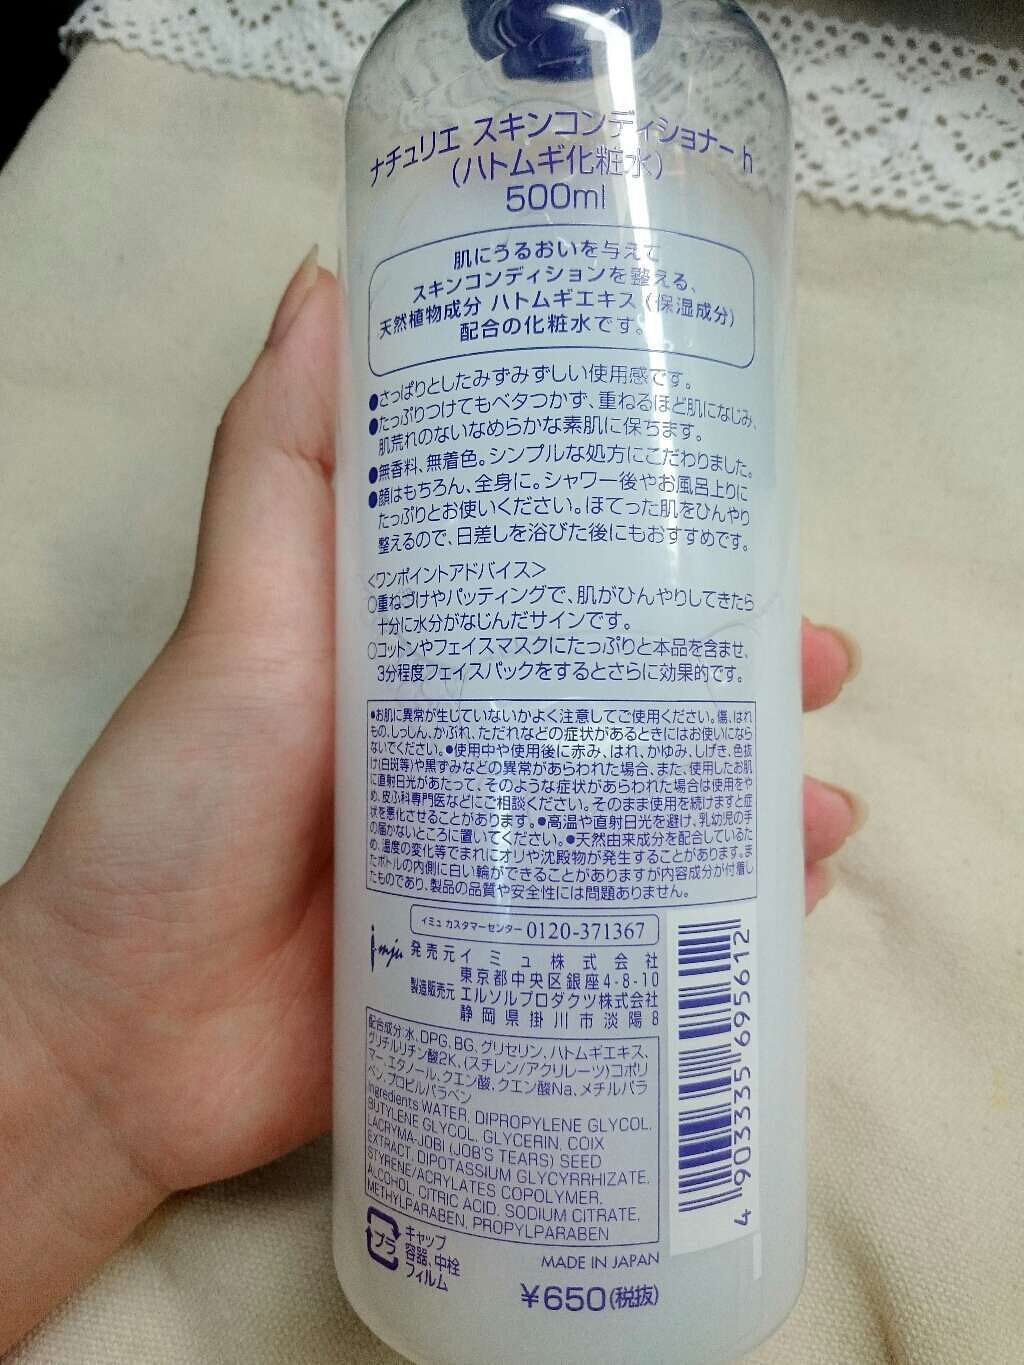 ナチュリエ スキンコンディショナー h
(ハトムギ化粧水)
500ml
肌にうるおいを与えて
スキンコンディションを整える、
天然植物成分 ハトムギエキス(保湿成分)
配合の化粧水です。
●さっぱりとしたみずみずしい使用感です。
●たっぷりつけてもベタつかず、重ねるほど肌になじみ、
肌荒れのないなめらかな素肌に保ちます。
●無香料、無着色。シンプルな処方にこだわりました。
●顔はもちろん、全身に。シャワー後やお風呂上りに
たっぷりとお使いください。ほてった肌をひんやり
整えるので、日差しを浴びた後にもおすすめです。
<ワンポイントアドバイス>
○重ねづけやパッティングで、肌がひんやりしてきたら
十分に水分がなじんだサインです。
○コットンやフェイスマスクにたっぷりと本品を含ませ、
3分程度フェイスパックをするとさらに効果的です。
●お肌に異常が生じていないかよく注意してご使用ください。傷、はれ
もの、しっしん、かぶれ、ただれなどの症状があるときにはお使いになら
ないでください。●使用中や使用後に赤み、はれ、かゆみ、しげき、色抜
け(白斑等)や黒ずみなどの異常があらわれた場合、また、使用したお肌
に直射日光があたって、そのような症状があらわれた場合は使用をや
め、皮ふ科専門医などにご相談ください。そのまま使用を続けますと症
状を悪化させることがあります。●高温や直射日光を避け、乳幼児の手
の届かないところに置いてください。●天然由来成分を配合しているた
め、温度の変化等でまれにオリや沈殿物が発生することがあります。ま
たボトルの内側に白い輪ができることがありますが内容成分が付着し
たものであり、製品の品質や安全性には問題ありません。
イミュ カスタマーセンター 0120-371367
imju 発売元 イミュ株式会社
東京都中央区銀座4-8-10
製造販売元 エルソルプロダクツ株式会社
静岡県掛川市淡陽8
配合成分:水、DPG、BG、グリセリン、ハトムギエキス、
グリチルリチン酸2K、(スチレン/アクリレーツ)コポリ
マー、エタノール、クエン酸、クエン酸Na、メチルパラ
ベン、プロピルパラベン
Ingredients:WATER, DIPROPYLENE GLYCOL,
BUTYLENE GLYCOL, GLYCERIN, COIX
LACRYMA-JOBI (JOB'S TEARS) SEED
EXTRACT, DIPOTASSIUM GLYCYRRHIZATE,
STYRENE/ACRYLATES COPOLYMER,
ALCOHOL, CITRIC ACID, SODIUM CITRATE,
METHYLPARABEN, PROPYLPARABEN
4903335695612
プラ
キャップ
容器、中栓
フィルム
MADE IN JAPAN
¥650(税抜)